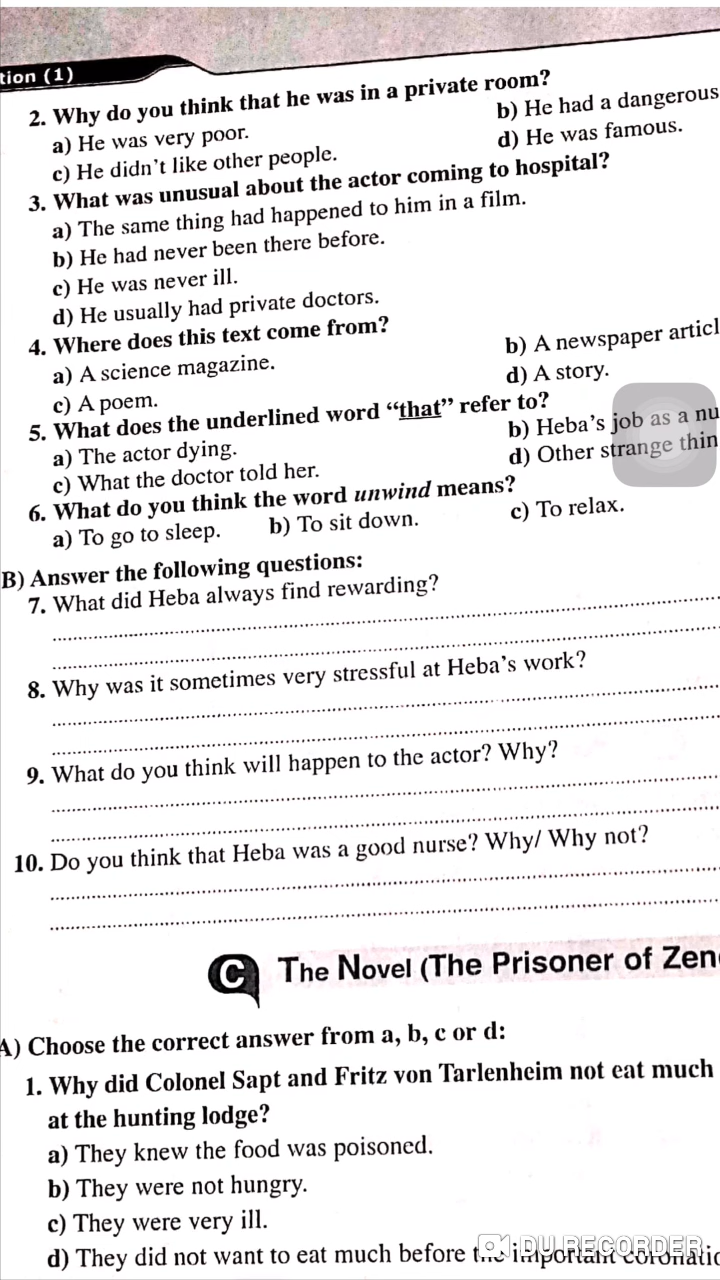 tion (1)
2. Why do you think that he was in a private room?
a) He was very poor.
b) He had a dangerous
c) He didn't like other people.
d) He was famous.
3. What was unusual about the actor coming to hospital?
a) The same thing had happened to him in a film.
b) He had never been there before.
c) He was never ill.
d) He usually had private doctors.
4. Where does this text come from?
a) A science magazine.
b) A newspaper articl
c) A poem.
d) A story.
5. What does the underlined word "that" refer to?
a) The actor dying.
b) Heba's job as a nu
c) What the doctor told her.
d) Other strange thin
6. What do you think the word unwind means?
a) To go to sleep.
b) To sit down.
c) To relax.
B) Answer the following questions:
7. What did Heba always find rewarding?
8. Why was it sometimes very stressful at Heba's work?
9. What do you think will happen to the actor? Why?
10. Do you think that Heba was a good nurse? Why/ Why not?
C The Novel (The Prisoner of Zen
A) Choose the correct answer from a, b, c or d:
1. Why did Colonel Sapt and Fritz von Tarlenheim not eat much
at the hunting lodge?
a) They knew the food was poisoned.
b) They were not hungry.
c) They were very ill.
d) They did not want to eat much before the important coronatio
DU RECORDER